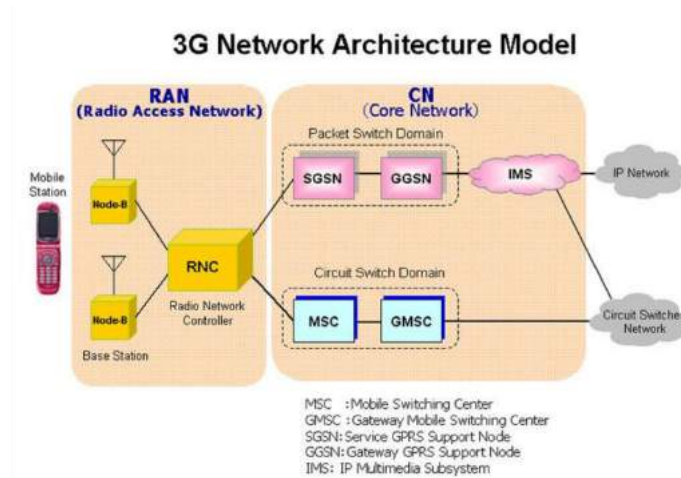 3G Network Architecture Model
RAN
(Radio Access Network)
CN
(Core Network)
Packet Switch Domain
Mobile
Station
Node-B
SGSN
GGSN
IMS
IP Network
RNC
Radio Network
Controller
Circuit Switch Domain
Node-B
Base Station
MSC
GMSC
Circuit Switched
Network
MSC :Mobile Switching Center
GMSC:Gateway Mobile Switching Center
SGSN:Service GPRS Support Node
GGSN:Gateway GPRS Support Node
IMS: IP Multimedia Subsystem